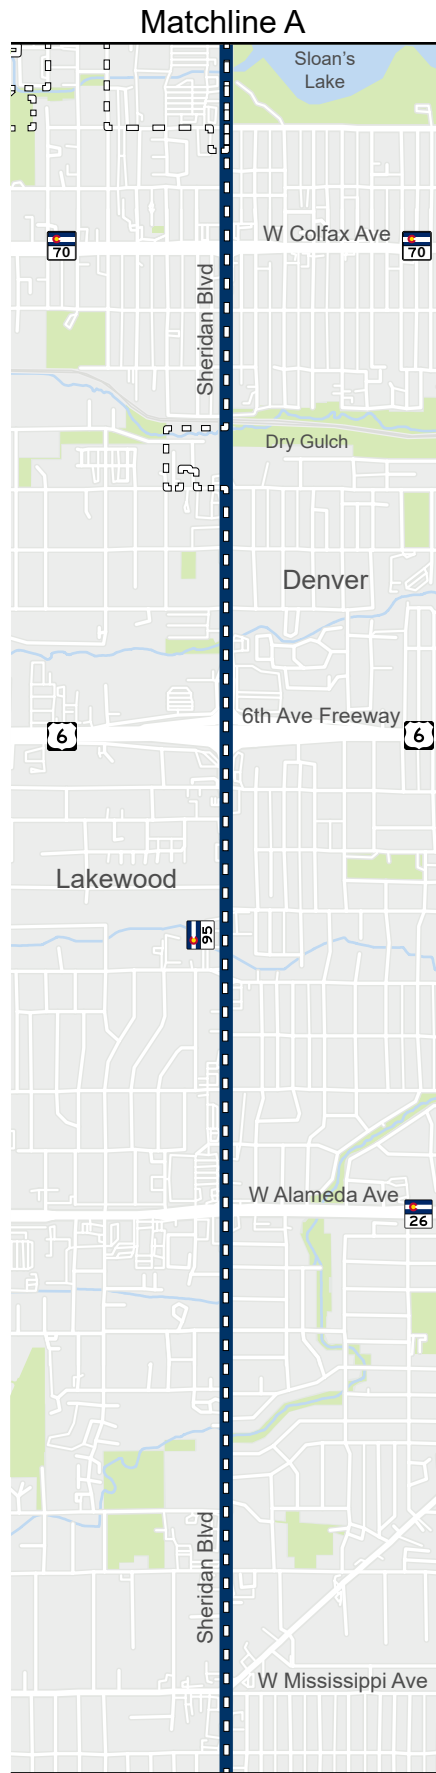 Matchline A
Sloan's
Lake
W Colfax Ave
70
70
Sheridan Blvd
Dry Gulch
Denver
6th Ave Freeway
6
6
Lakewood
95
W Alameda Ave
26
Sheridan Blvd
W Mississippi Ave